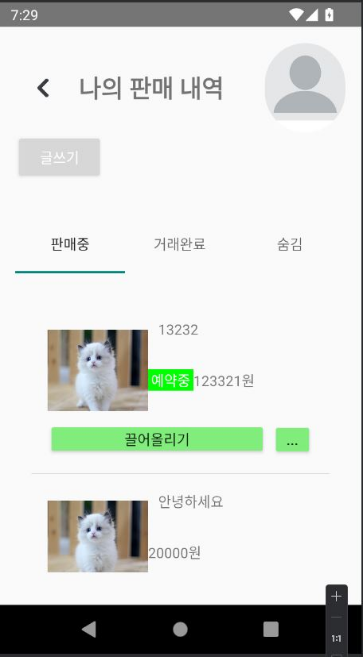 7:29
나의 판매 내역
글쓰기
판매중 거래완료 숨김
13232
예약중 123321원
끌어올리기 ...
안녕하세요
20000원
1:1